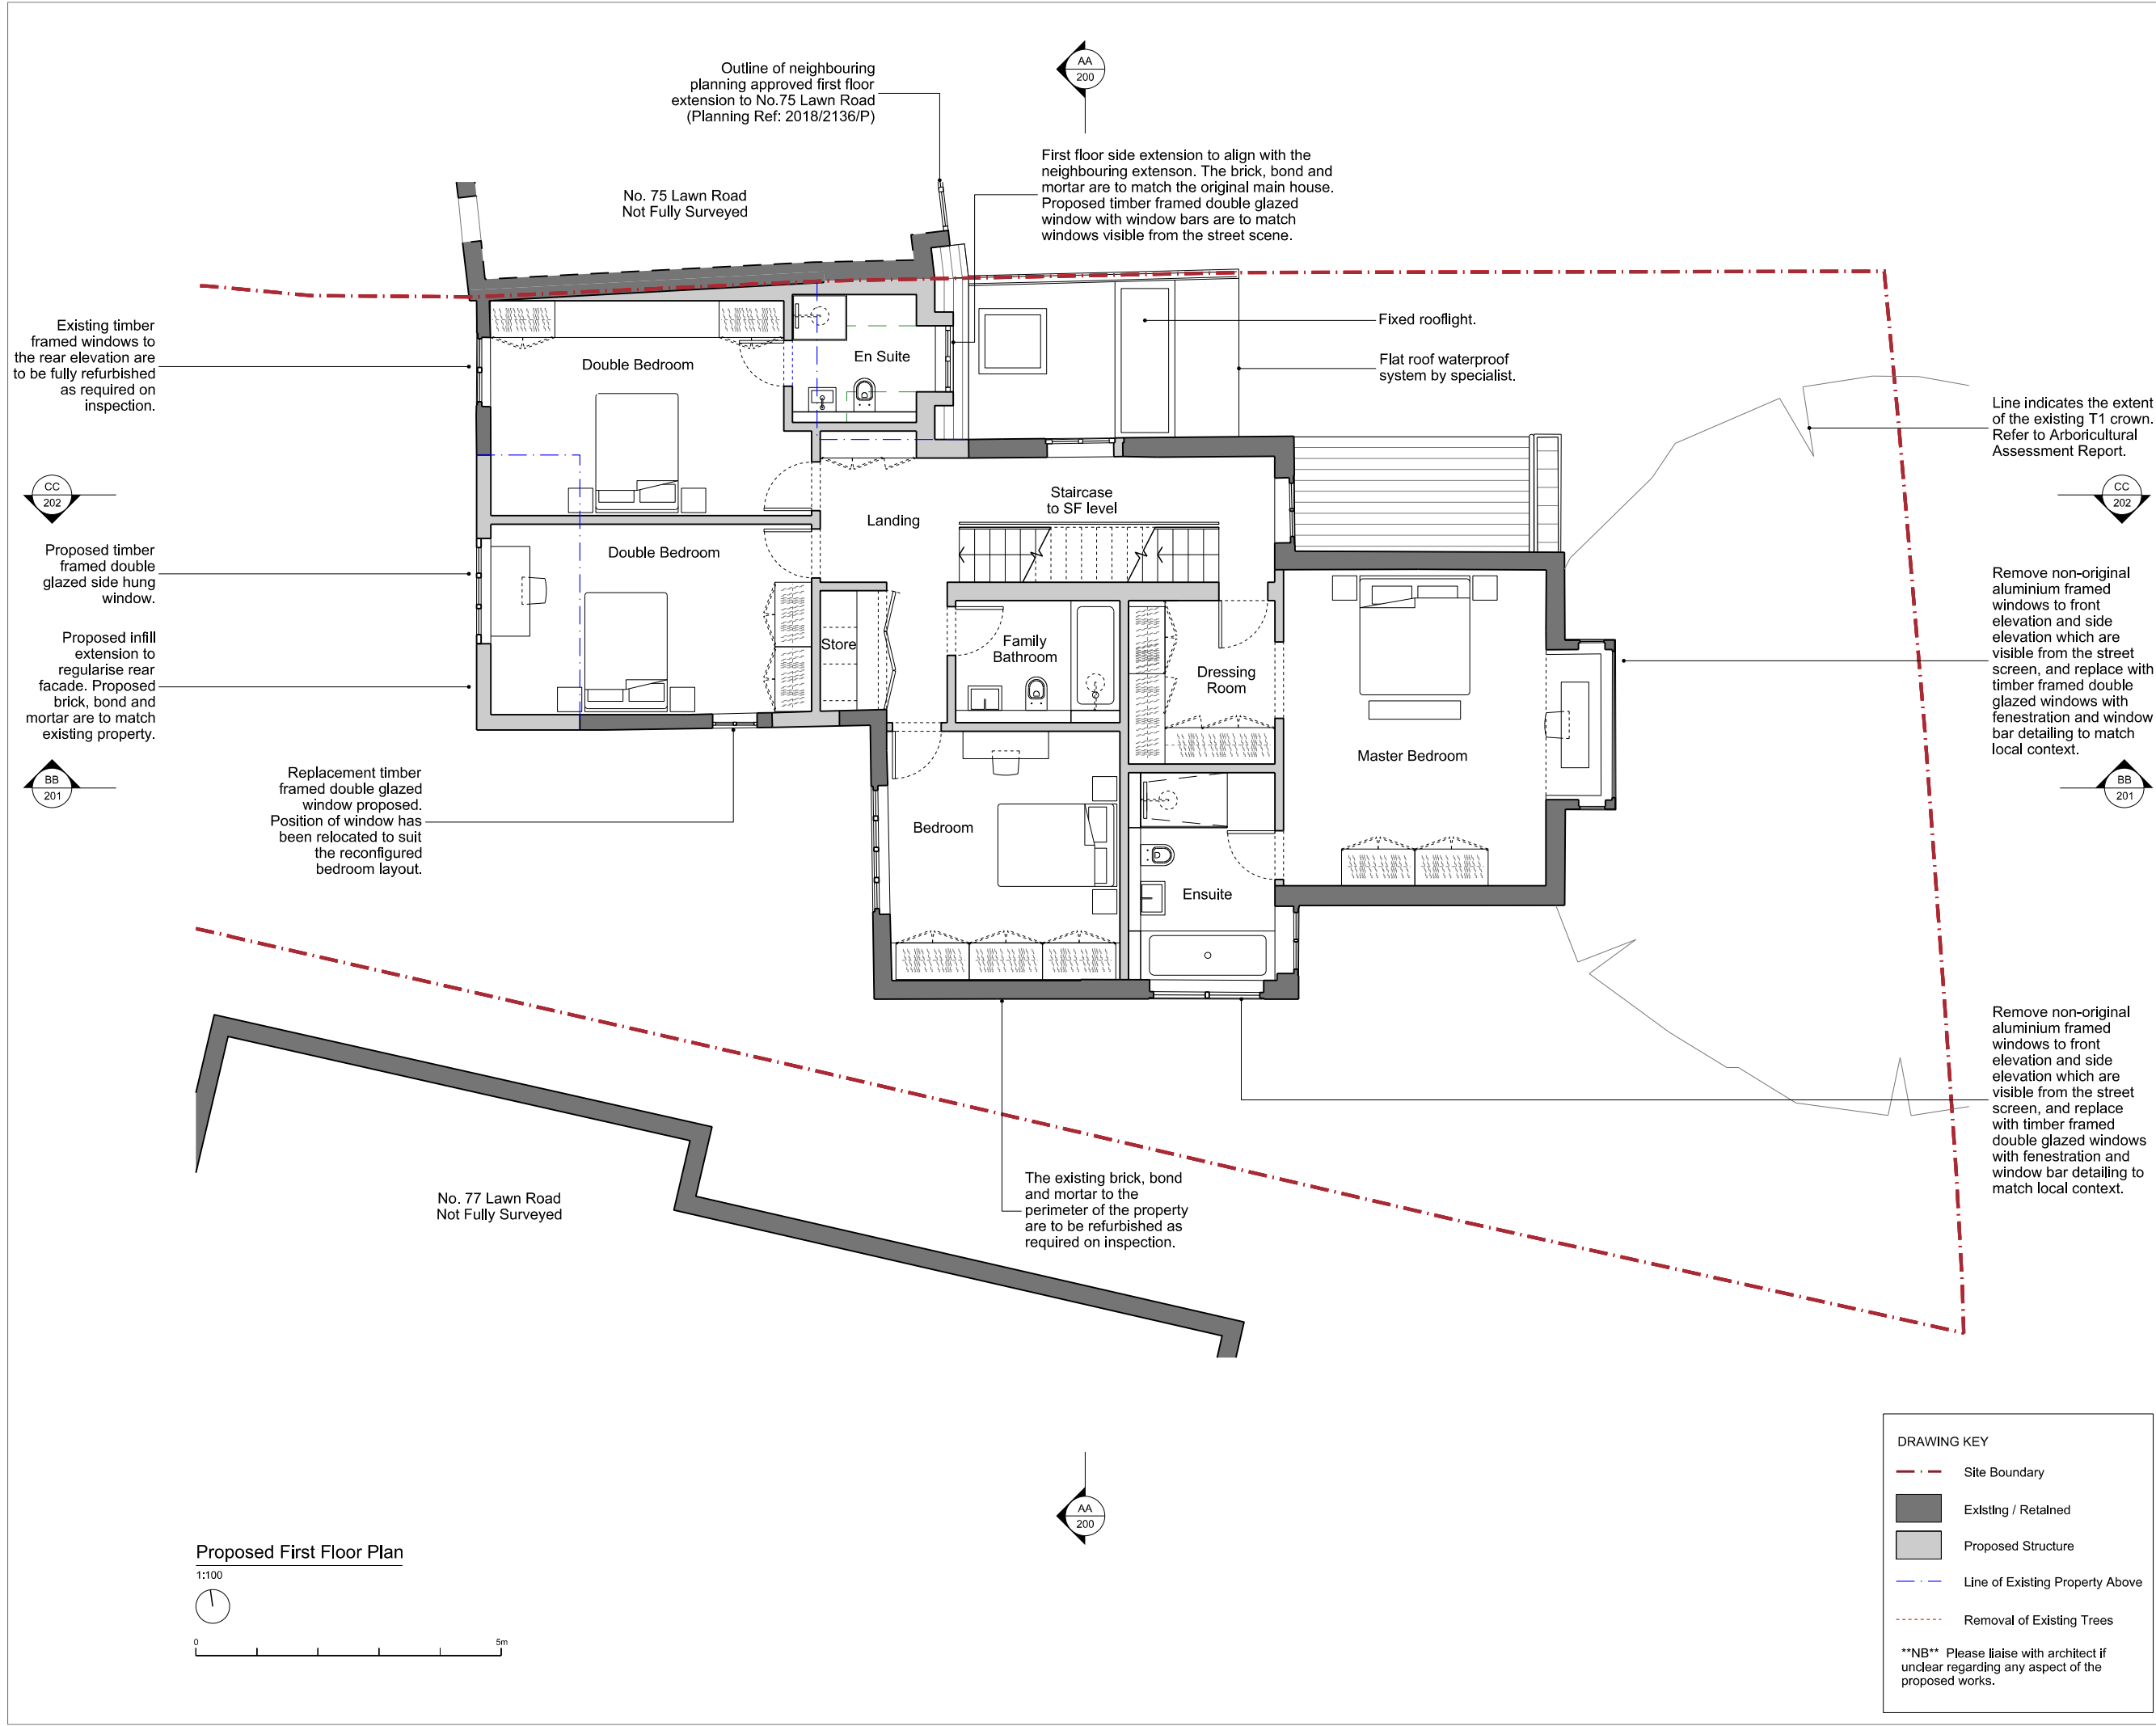 AA
200
Outline of neighbouring
planning approved first floor
extension to No.75 Lawn Road
(Planning Ref: 2018/2136/P)
First floor side extension to align with the
neighbouring extenson. The brick, bond and
mortar are to match the original main house.
Proposed timber framed double glazed
window with window bars are to match
windows visible from the street scene.
No. 75 Lawn Road
Not Fully Surveyed
Existing timber
framed windows to
the rear elevation are
to be fully refurbished
as required on
inspection.
Fixed rooflight.
Flat roof waterproof
system by specialist.
Line indicates the extent
of the existing T1 crown.
Refer to Arboricultural
Assessment Report.
Double Bedroom
En Suite
CC
202
CC
202
Staircase
to SF level
Landing
Double Bedroom
Proposed timber
framed double
glazed side hung
window.
Remove non-original
aluminium framed
windows to front
elevation and side
elevation which are
visible from the street
screen, and replace with
timber framed double
glazed windows with
fenestration and window
bar detailing to match
local context.
Proposed infill
extension to
regularise rear
facade. Proposed
brick, bond and
mortar are to match
existing property.
Store
Family
Bathroom
Dressing
Room
Master Bedroom
BB
201
BB
201
Replacement timber
framed double glazed
window proposed.
Position of window has
been relocated to suit
the reconfigured
bedroom layout.
Bedroom
Ensuite
Remove non-original
aluminium framed
windows to front
elevation and side
elevation which are
visible from the street
screen, and replace
with timber framed
double glazed windows
with fenestration and
window bar detailing to
match local context.
The existing brick, bond
and mortar to the
perimeter of the property
are to be refurbished as
required on inspection.
No. 77 Lawn Road
Not Fully Surveyed
AA
200
Proposed First Floor Plan
1:100
0
5m
DRAWING KEY
Site Boundary
Existing / Retained
Proposed Structure
Line of Existing Property Above
Removal of Existing Trees
**NB** Please liaise with architect if
unclear regarding any aspect of the
proposed works.